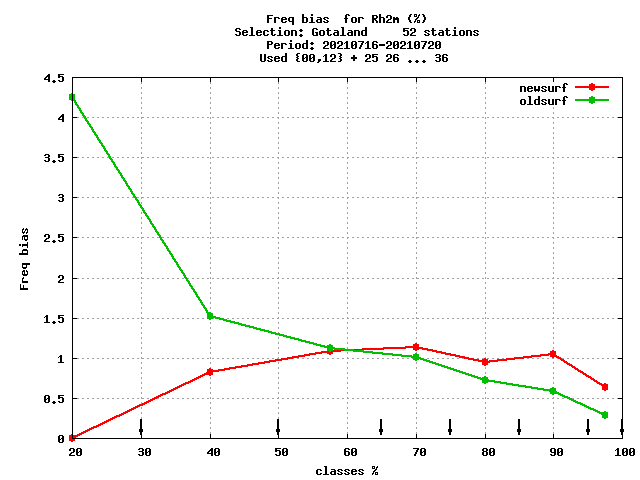 Freq bias  for Rh2m (%)
Selection: Gotaland     52 stations
Period: 20210716-20210720
Used {00,12} + 25 26 ... 36
newsurf
oldsurf
4.5
4
3.5
3
2.5
2
1.5
1
0.5
0
Freq bias
20 30 40 50 60 70 80 90 100
classes %